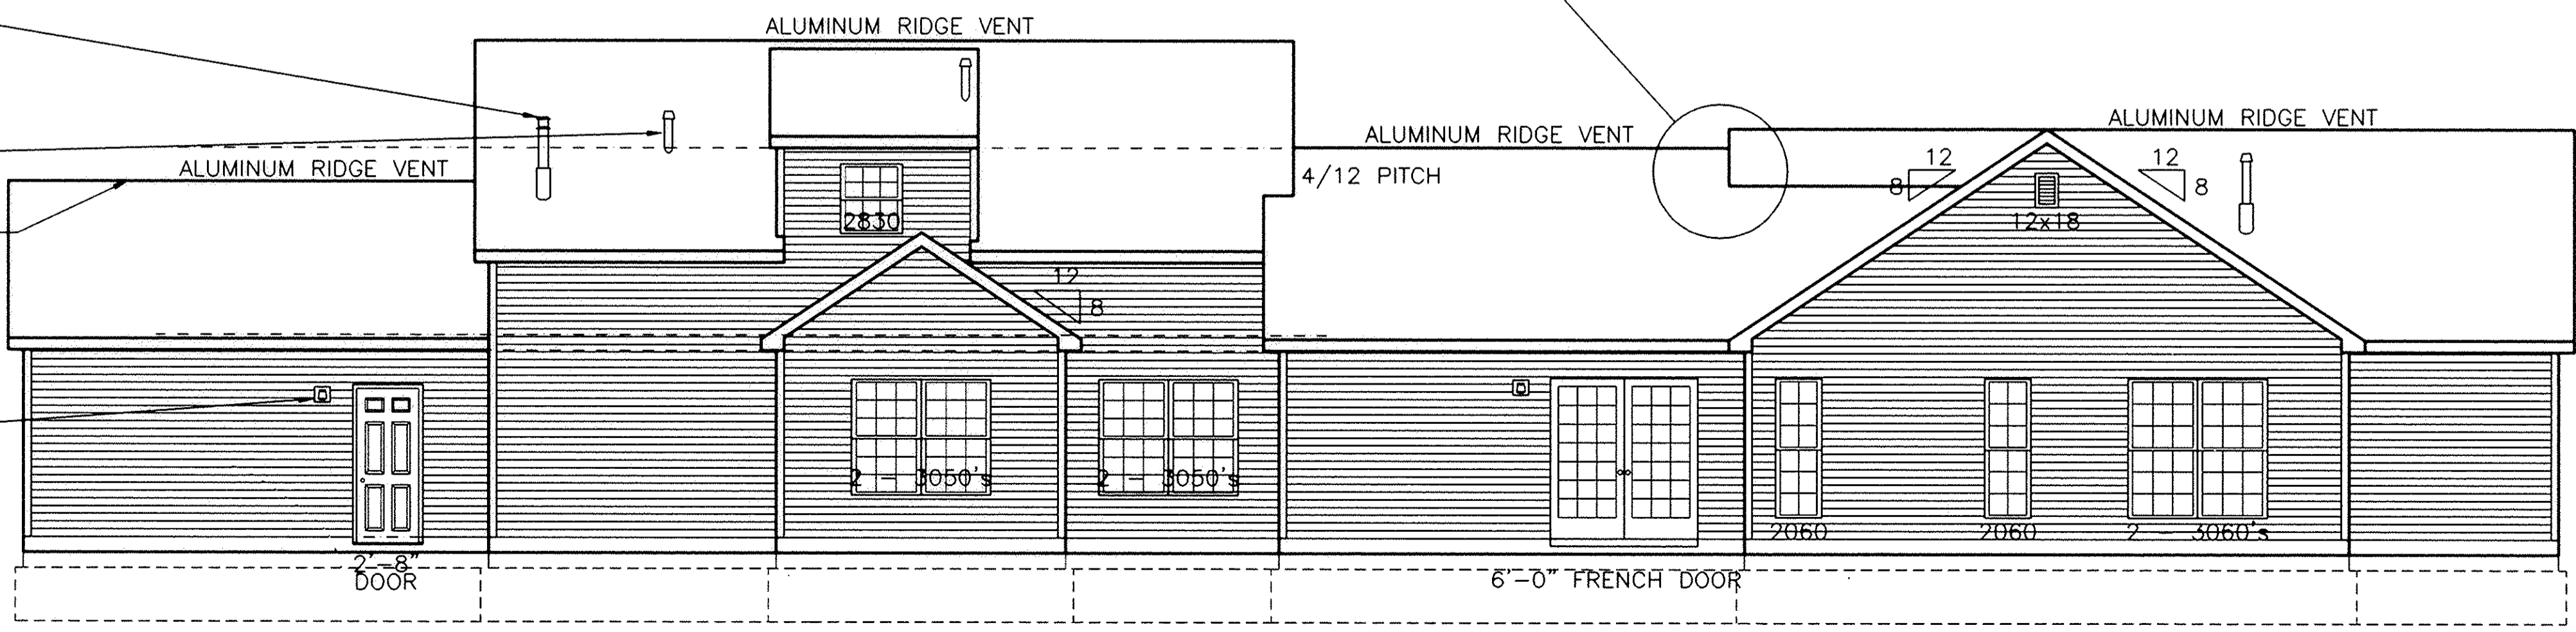 ALUMINUM RIDGE VENT
ALUMINUM RIDGE VENT
ALUMINUM RIDGE VENT
ALUMINUM RIDGE VENT
4/12 PITCH
12
8
12
8
2830
12x18
12
8
2 - 3050's
2 - 3050's
2060
2060
2 - 3060's
2'-8"
DOOR
6'-0" FRENCH DOOR